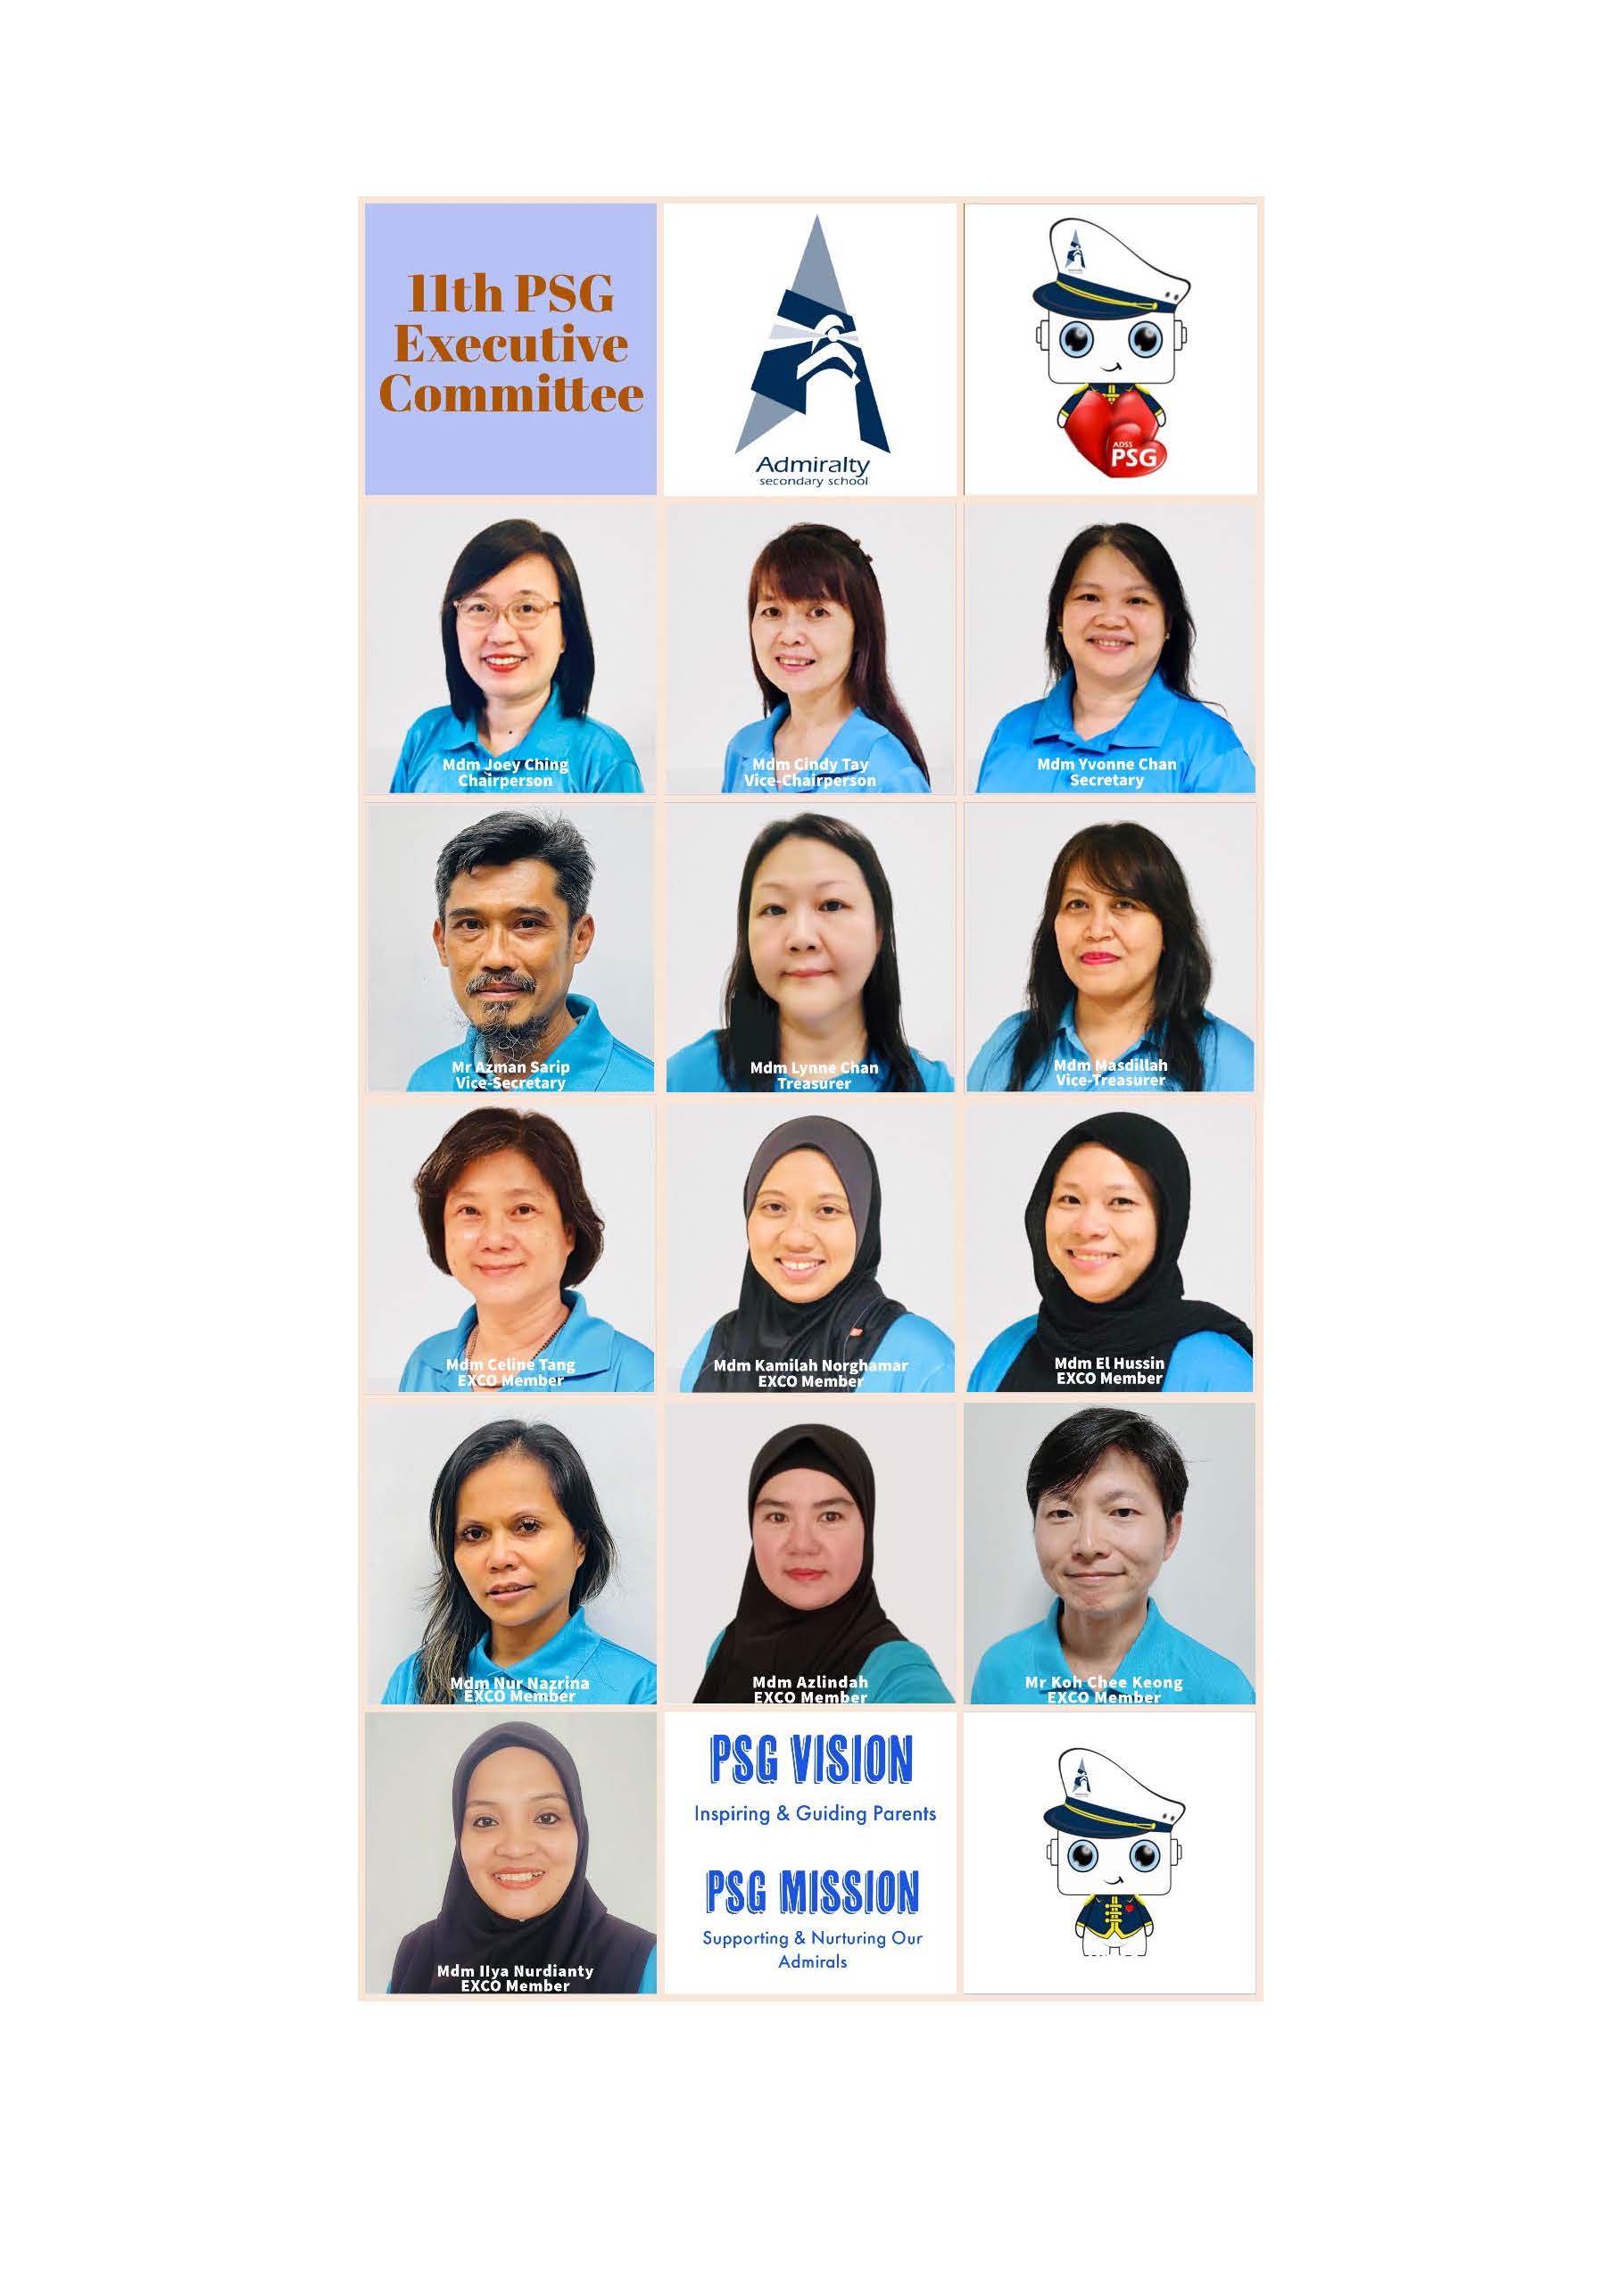 11th PSG
Executive
Committee
Admiralty
secondary school
ADSS
PSG
Mdm Joey Ching
Chairperson
Mdm Cindy Tay
Vice-Chairperson
Mdm Yvonne Chan
Secretary
Mr Azman Sarip
Vice-Secretary
Mdm Lynne Chan
Treasurer
Mdm Masdillah
Vice-Treasurer
Mdm Celine Tang
EXCO Member
Mdm Kamilah Norghamar
EXCO Member
Mdm El Hussin
EXCO Member
Mdm Nur Nazrina
EXCO Member
Mdm Azlindah
EXCO Member
Mr Koh Chee Keong
EXCO Member
Mdm Ilya Nurdianty
EXCO Member
PSG VISION
Inspiring & Guiding Parents
PSG MISSION
Supporting & Nurturing Our
Admirals